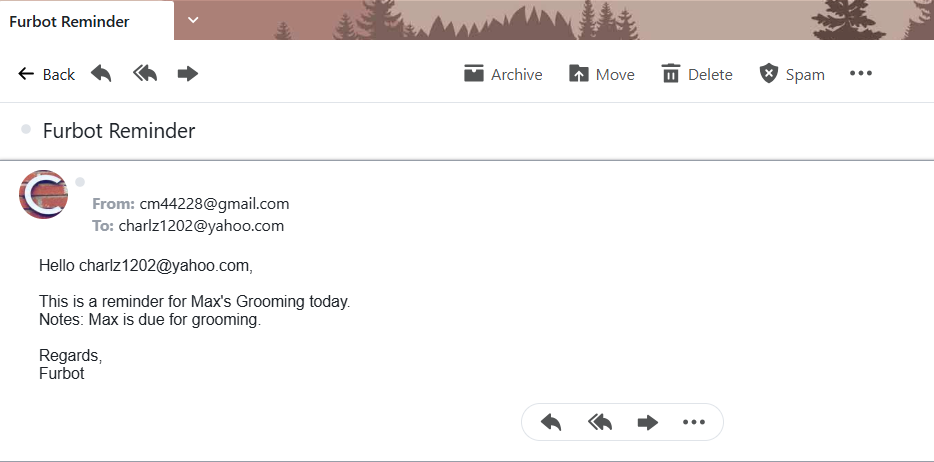 Furbot Reminder
Back
Archive
Move
Delete
Spam
Furbot Reminder
C
From: cm44228@gmail.com
To: charlz1202@yahoo.com
Hello charlz1202@yahoo.com,
This is a reminder for Max's Grooming today.
Notes: Max is due for grooming.
Regards,
Furbot